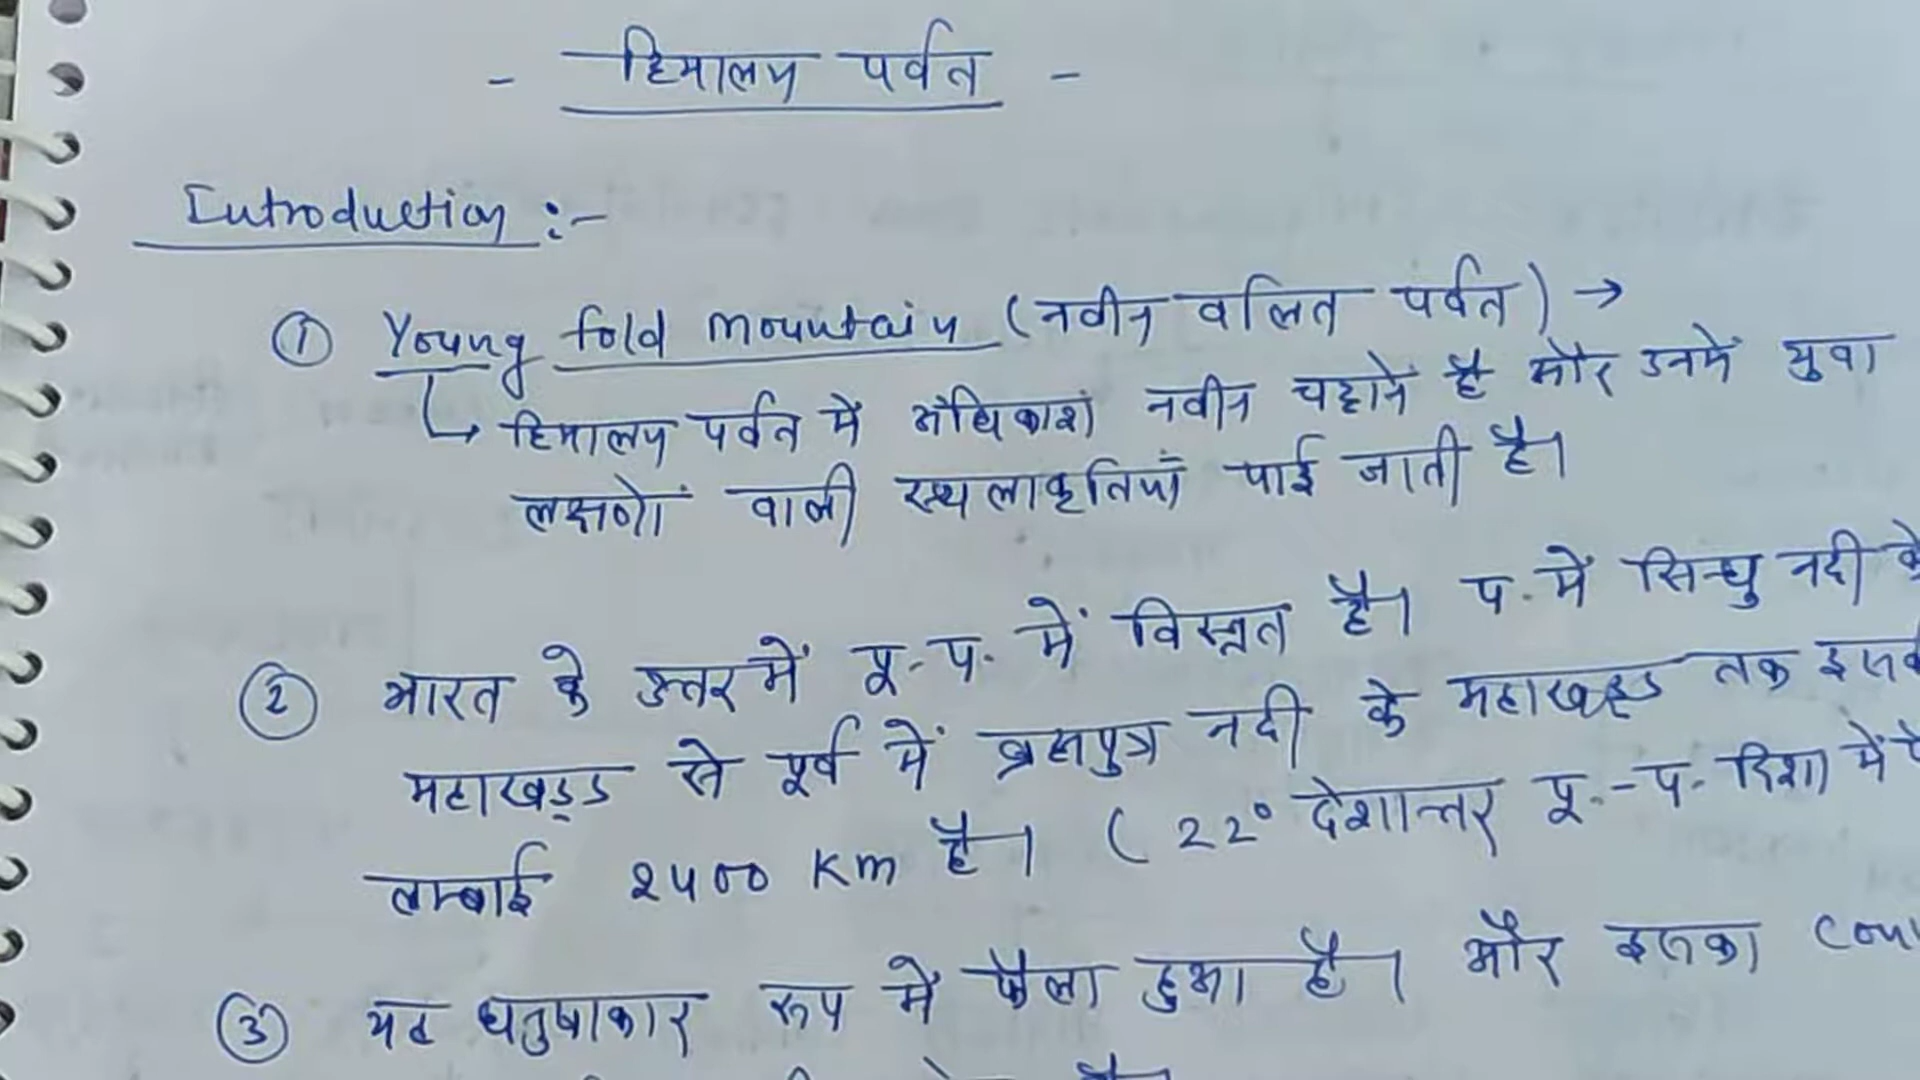 - हिमालय पर्वत -
Introduction :-
① Young fold mountain (नवीन वलित पर्वत) →
↳ हिमालय पर्वत में अधिकाशं नवीन चट्टाने है और उनमें युवा
लक्षणों वाली स्थलाकृतियाँ पाई जाती है।
② भारत के उत्तर में पू.-प. में विस्तृत है। प. में सिन्धु नदी के
महाखड्ड से पूर्व में ब्रह्मपुत्र नदी के महाखड्ड तक इसकी
लम्बाई 2400 Km है। ( 22° देशान्तर पू.-प. दिशा में
③ यह धनुषाकार रूप में फैला हुआ है। और इसका